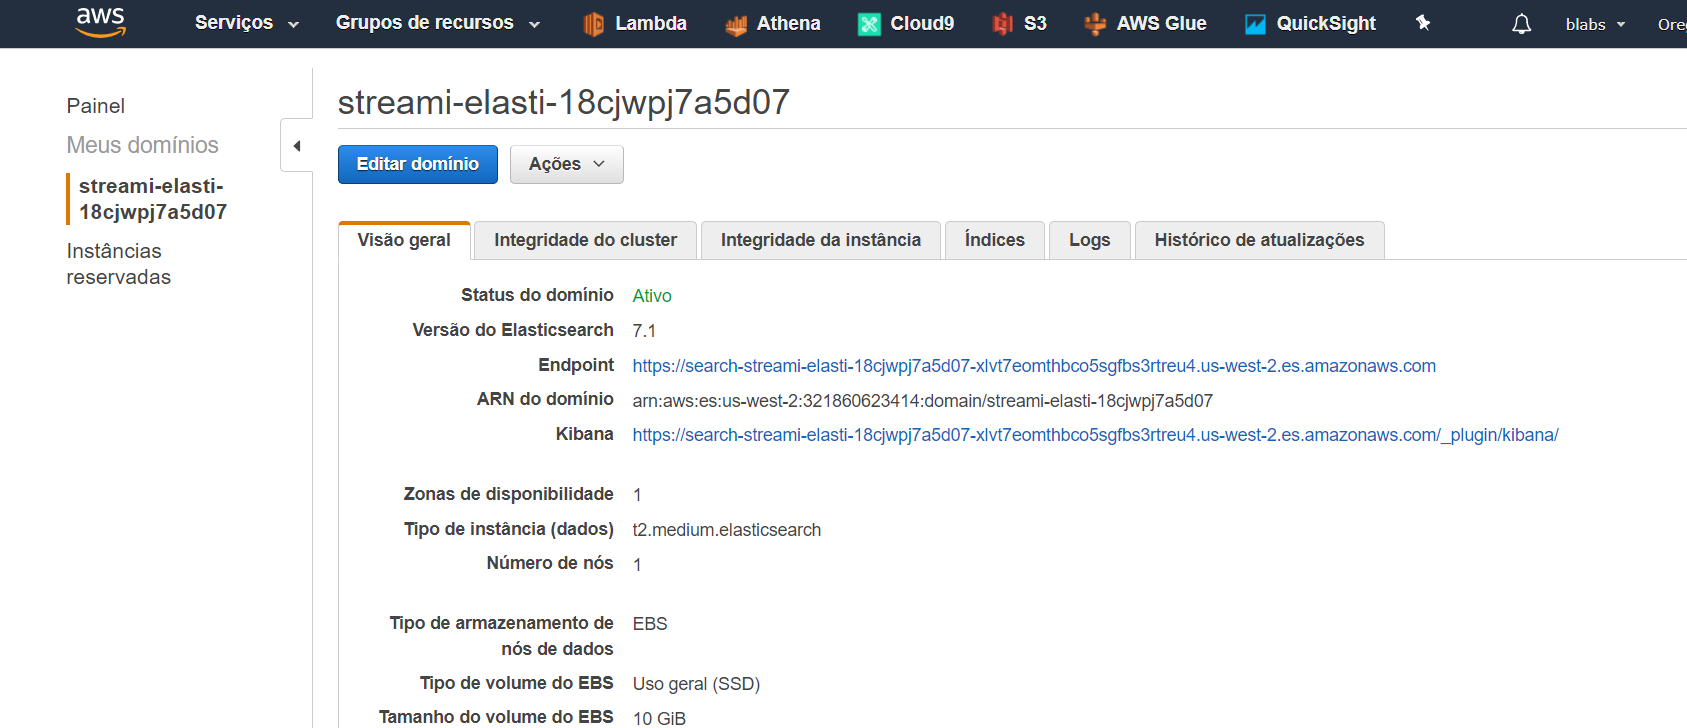 aws Serviços Grupos de recursos Lambda Athena Cloud9 S3 AWS Glue QuickSight blabs Ore
Painel
Meus domínios
streami-elasti-
18cjwpj7a5d07
Instâncias
reservadas
streami-elasti-18cjwpj7a5d07
Editar domínio Ações
Visão geral Integridade do cluster Integridade da instância Índices Logs Histórico de atualizações
Status do domínio Ativo
Versão do Elasticsearch 7.1
Endpoint https://search-streami-elasti-18cjwpj7a5d07-xlvt7eomthbco5sgfbs3rtreu4.us-west-2.es.amazonaws.com
ARN do domínio arn:aws:es:us-west-2:321860623414:domain/streami-elasti-18cjwpj7a5d07
Kibana https://search-streami-elasti-18cjwpj7a5d07-xlvt7eomthbco5sgfbs3rtreu4.us-west-2.es.amazonaws.com/_plugin/kibana/
Zonas de disponibilidade 1
Tipo de instância (dados) t2.medium.elasticsearch
Número de nós 1
Tipo de armazenamento de EBS
nós de dados
Tipo de volume do EBS Uso geral (SSD)
Tamanho do volume do EBS 10 GiB